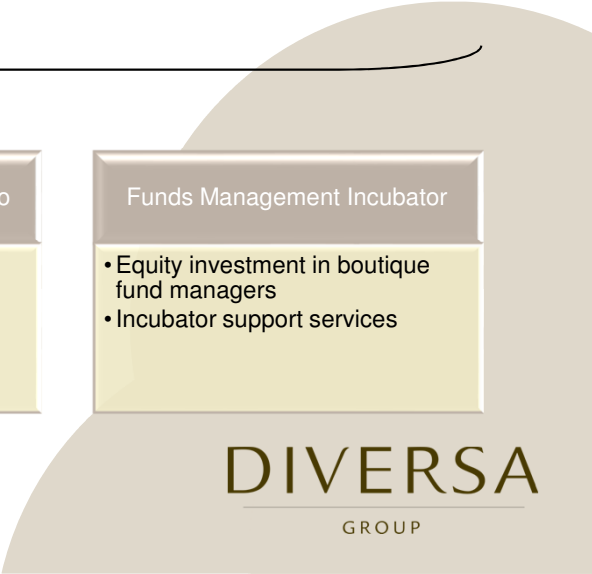 Funds Management Incubator
• Equity investment in boutique
fund managers
• Incubator support services
DIVERSA
GROUP